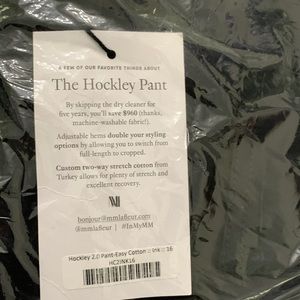 A FEW OF OUR FAVORITE THINGS ABOUT
The Hockley Pant
By skipping the dry cleaner for
five years, you'll save $960 (thanks,
machine-washable fabric!).
Adjustable hems double your styling
options by allowing you to switch from
full-length to cropped.
Custom two-way stretch cotton from
Turkey allows for plenty of stretch and
excellent recovery.
bonjour@mmlafleur.com
@mmlafleur | #InMyMM
Hockley 2.0 Pant-Easy Cotton :: Ink :: 16
HC2INK16